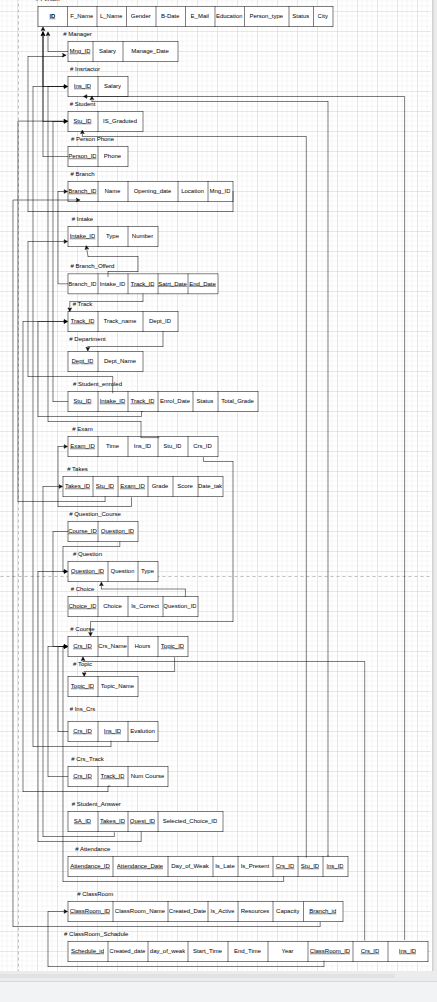 ID F_Name L_Name Gender B-Date E_Mail Education Person_type Status City
# Manager
Mng_ID Salary Manage_Date
# Insrtactor
Ins_ID Salary
# Student
Stu_ID IS_Graduted
# Person Phone
Person_ID Phone
# Branch
Branch_ID Name Opening_date Location Mng_ID
# Intake
Intake_ID Type Number
# Branch_Offerd
Branch_ID Intake_ID Track_ID Satrt_Date End_Date
# Track
Track_ID Track_name Dept_ID
# Department
Dept_ID Dept_Name
# Student_enroled
Stu_ID Intake_ID Track_ID Enrol_Date Status Total_Grade
# Exam
Exam_ID Time Ins_ID Stu_ID Crs_ID
# Takes
Takes_ID Stu_ID Exam_ID Grade Score Date_tak
# Question_Course
Course_ID Question_ID
# Question
Question_ID Question Type
# Choice
Choice_ID Choice Is_Correct Question_ID
# Course
Crs_ID Crs_Name Hours Topic_ID
# Topic
Topic_ID Topic_Name
# Ins_Crs
Crs_ID Ins_ID Evalution
# Crs_Track
Crs_ID Track_ID Num Course
# Student_Answer
SA_ID Takes_ID Quest_ID Selected_Choice_ID
# Attendance
Attendance_ID Attendance_Date Day_of_Weak Is_Late Is_Present Crs_ID Stu_ID Ins_ID
# ClassRoom
ClassRoom_ID ClassRoom_Name Created_Date Is_Active Resources Capacity Branch_id
# ClassRoom_Schedule
Schedule_id Created_date day_of_week Start_Time End_Time Year ClassRoom_ID Crs_ID Ins_ID